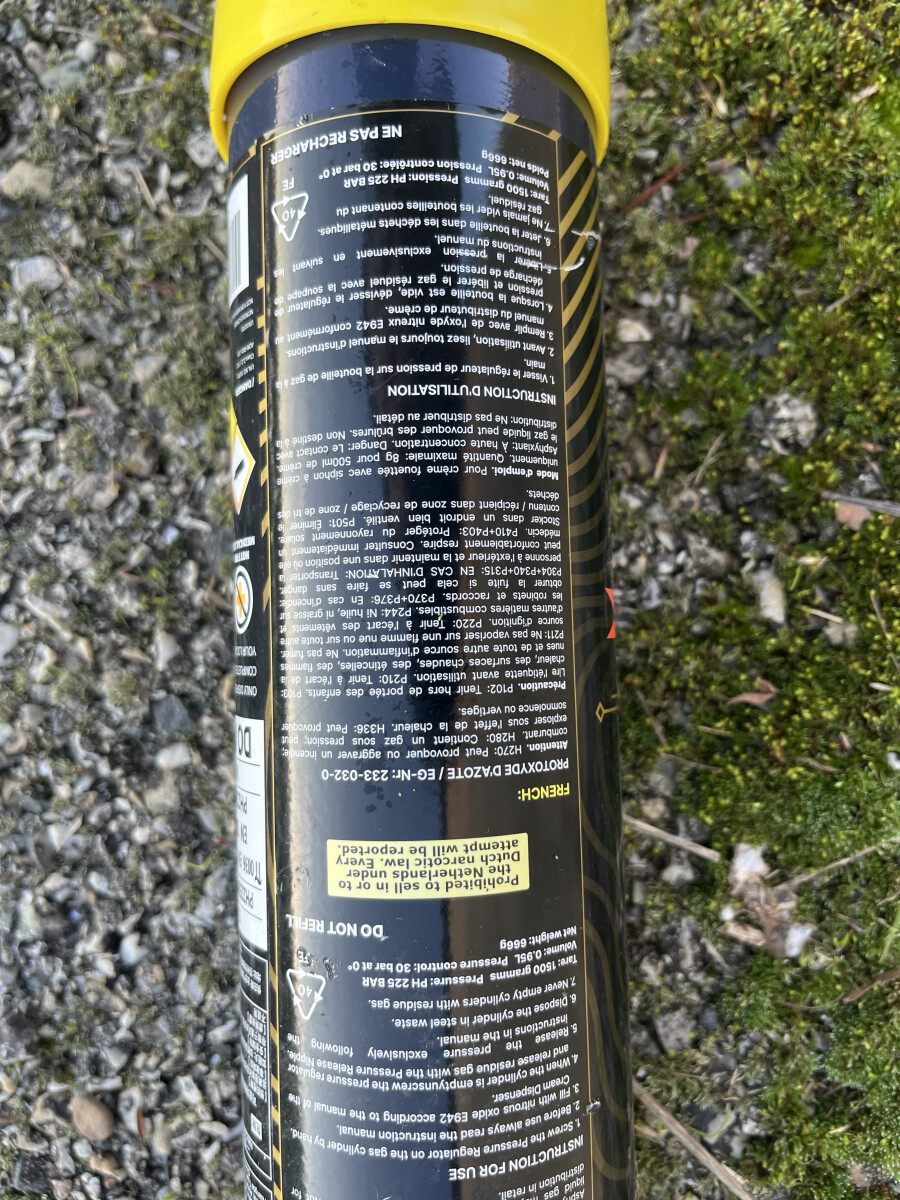 distribution in retail.
INSTRUCTION FOR USE
1. Screw the Pressure Regulator on the gas cylinder by hand.
2. Before use always read the instruction manual.
3. Fill with nitrous oxide E942 according to the manual of the
Cream Dispenser.
4. When the cylinder is empty unscrew the pressure regulator
and release residue gas with the Pressure Release Nipple.
5. Release the pressure exclusively following the
instructions in the manual.
6. Dispose the cylinder in steel waste.
7. Never empty cylinders with residue gas.
Tare: 1500 gramms Pressure: PH 225 BAR
Volume: 0.95L Pressure control: 30 bar at 0°
Net weight: 666g
40
FE
DO NOT REFILL
Prohibited to sell in or to
the Netherlands under
Dutch narcotic law. Every
attempt will be reported.
FRENCH:
PROTOXYDE D'AZOTE / EG-Nr: 233-032-0
Attention. H270: Peut provoquer ou aggraver un incendie;
comburant. H280: Contient un gaz sous pression; peut
exploser sous l'effet de la chaleur. H336: Peut provoquer
somnolence ou vertiges.
Précaution. P102: Tenir hors de portée des enfants. P103:
Lire l'étiquette avant utilisation. P210: Tenir à l'écart de la
chaleur, des surfaces chaudes, des étincelles, des flammes
nues et de toute autre source d'inflammation. Ne pas fumer.
P211: Ne pas vaporiser sur une flamme nue ou sur toute autre
source d'ignition. P220: Tenir à l'écart des vêtements et
d'autres matières combustibles. P244: Ni huile, ni graisse sur
les robinets et raccords. P370+P376: En cas d'incendie:
obturer la fuite si cela peut se faire sans danger.
P304+P340+P315: EN CAS D'INHALATION: Transporter la
personne à l'extérieur et la maintenir dans une position où elle
peut confortablement respire. Consulter immédiatement un
médecin. P410+P403: Protéger du rayonnement solaire.
Stocker dans un endroit bien ventilé. P501: Éliminer le
contenu / récipient dans zone de recyclage / zone de tri des
déchets.
Mode d'emploi. Pour crème fouettée avec siphon à crème
uniquement. Quantité maximale: 8g pour 500ml de crème.
Asphyxiant: À haute concentration. Danger: Le contact avec
le gaz liquide peut provoquer des brûlures. Non destiné à la
distribution: Ne pas distribuer au détail.
INSTRUCTION D'UTILISATION
1. Visser le régulateur de pression sur la bouteille de gaz à la
main.
2. Avant utilisation, lisez toujours le manuel d'instructions.
3. Remplir avec de l'oxyde nitreux E942 conformément au
manuel du distributeur de crème.
4. Lorsque la bouteille est vide, dévisser le régulateur de
pression et libérer le gaz résiduel avec la soupape de
décharge de pression.
5. Libérer la pression exclusivement en suivant les
instructions du manuel.
6. Jeter la bouteille dans les déchets métalliques.
7. Ne jamais vider les bouteilles contenant du
gaz résiduel.
Tare: 1500 gramms Pression: PH 225 BAR
Volume: 0.95L Pression contrôlée: 30 bar at 0°
Poids net: 666g
40
FE
NE PAS RECHARGER
DO
EN